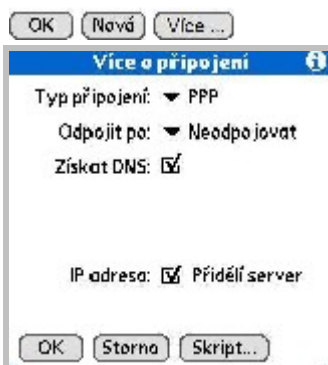 OK Nová Více ...
Více o připojení
Typ připojení: PPP
Odpojit po: Neodpojovat
Získat DNS:
IP adresa: Přidělí server
OK Storno Skript...